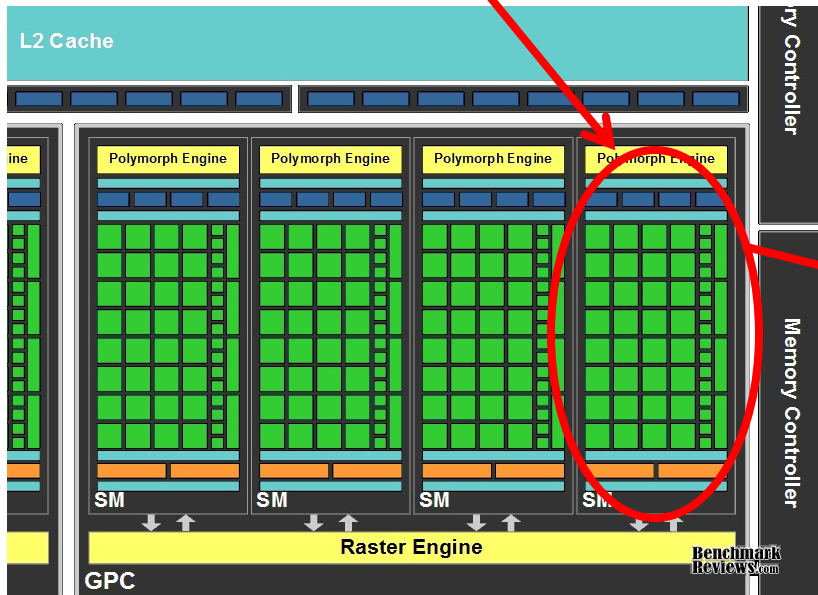 L2 Cache
ry Controller
ine
Polymorph Engine
Polymorph Engine
Polymorph Engine
Polymorph Engine
Memory Controller
SM
SM
SM
SM
Raster Engine
GPC
Benchmark
Reviews.com